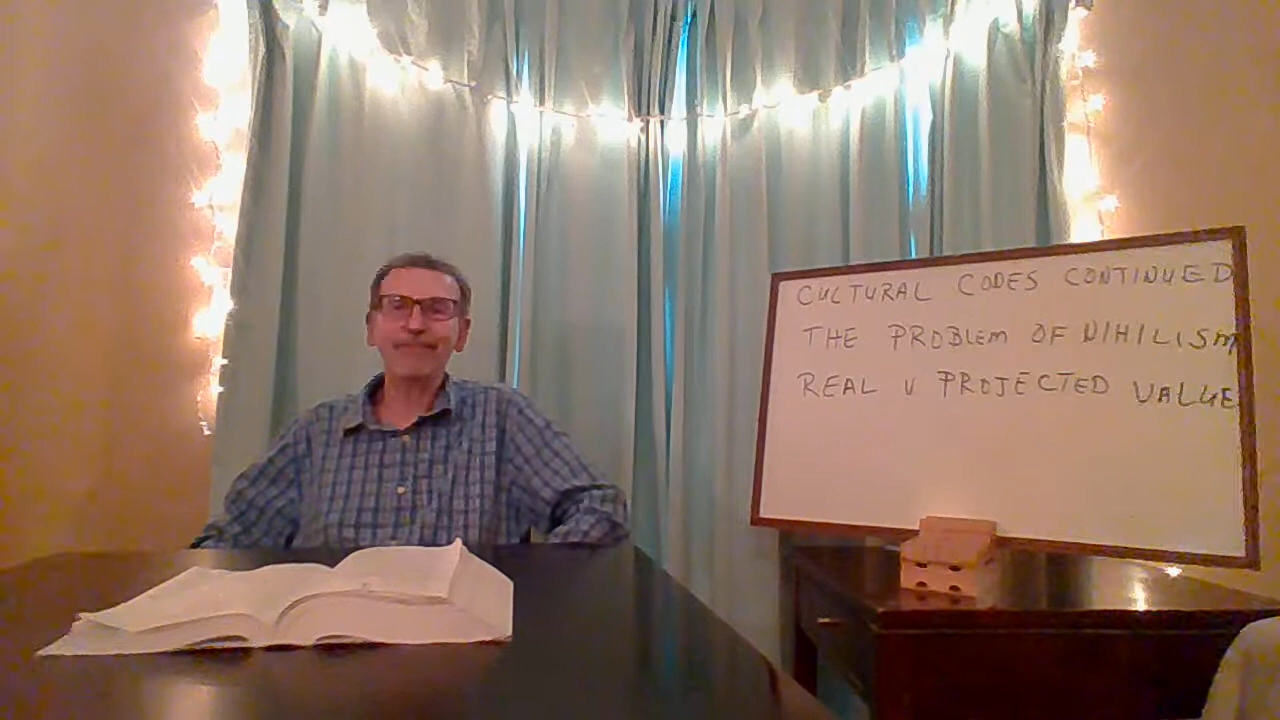 CULTURAL CODES CONTINUED
THE PROBLEM OF NIHILISM
REAL V PROJECTED VALUE